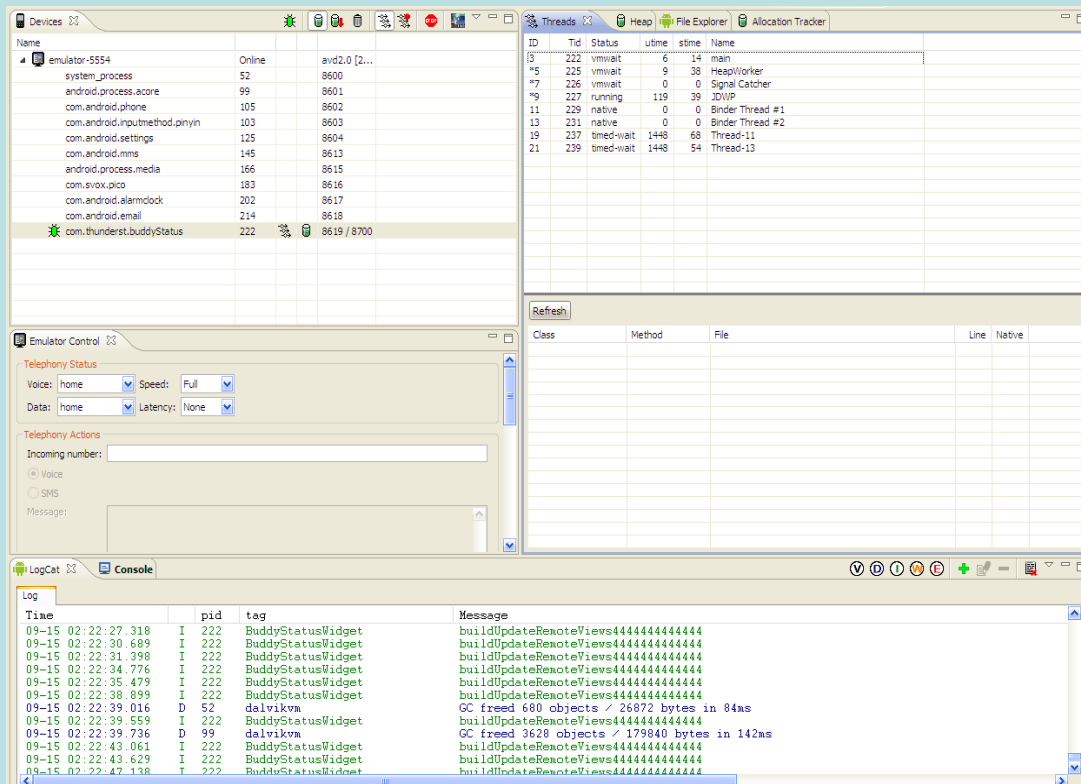 Devices
Name
emulator-5554 Online avd2.0 [2...
system_process 52 8600
android.process.acore 99 8601
com.android.phone 105 8602
com.android.inputmethod.pinyin 103 8603
com.android.settings 125 8604
com.android.mms 145 8613
android.process.media 166 8615
com.svox.pico 183 8616
com.android.alarmclock 202 8617
com.android.email 214 8618
com.thunderst.buddyStatus 222 8619 / 8700
Threads Heap File Explorer Allocation Tracker
ID Tid Status utime stime Name
3 222 vmwait 6 14 main
*5 225 vmwait 9 38 HeapWorker
*7 226 vmwait 0 0 Signal Catcher
*9 227 running 119 39 JDWP
11 229 native 0 0 Binder Thread #1
13 231 native 0 0 Binder Thread #2
19 237 timed-wait 1448 68 Thread-11
21 239 timed-wait 1448 54 Thread-13
Refresh
Class Method File Line Native
Emulator Control
Telephony Status
Voice: home Speed: Full
Data: home Latency: None
Telephony Actions
Incoming number:
Voice
SMS
Message:
LogCat Console
V D I W E
Log
Time pid tag Message
09-15 02:22:27.318 I 222 BuddyStatusWidget buildUpdateRemoteViews4444444444444
09-15 02:22:30.689 I 222 BuddyStatusWidget buildUpdateRemoteViews4444444444444
09-15 02:22:31.398 I 222 BuddyStatusWidget buildUpdateRemoteViews4444444444444
09-15 02:22:34.776 I 222 BuddyStatusWidget buildUpdateRemoteViews4444444444444
09-15 02:22:35.479 I 222 BuddyStatusWidget buildUpdateRemoteViews4444444444444
09-15 02:22:38.899 I 222 BuddyStatusWidget buildUpdateRemoteViews4444444444444
09-15 02:22:39.016 D 52 dalvikvm GC freed 680 objects / 26872 bytes in 84ms
09-15 02:22:39.559 I 222 BuddyStatusWidget buildUpdateRemoteViews4444444444444
09-15 02:22:39.736 D 99 dalvikvm GC freed 3628 objects / 179840 bytes in 142ms
09-15 02:22:43.061 I 222 BuddyStatusWidget buildUpdateRemoteViews4444444444444
09-15 02:22:43.629 I 222 BuddyStatusWidget buildUpdateRemoteViews4444444444444
09-15 02:22:47.138 I 222 BuddyStatusWidget buildUpdateRemoteViews4444444444444